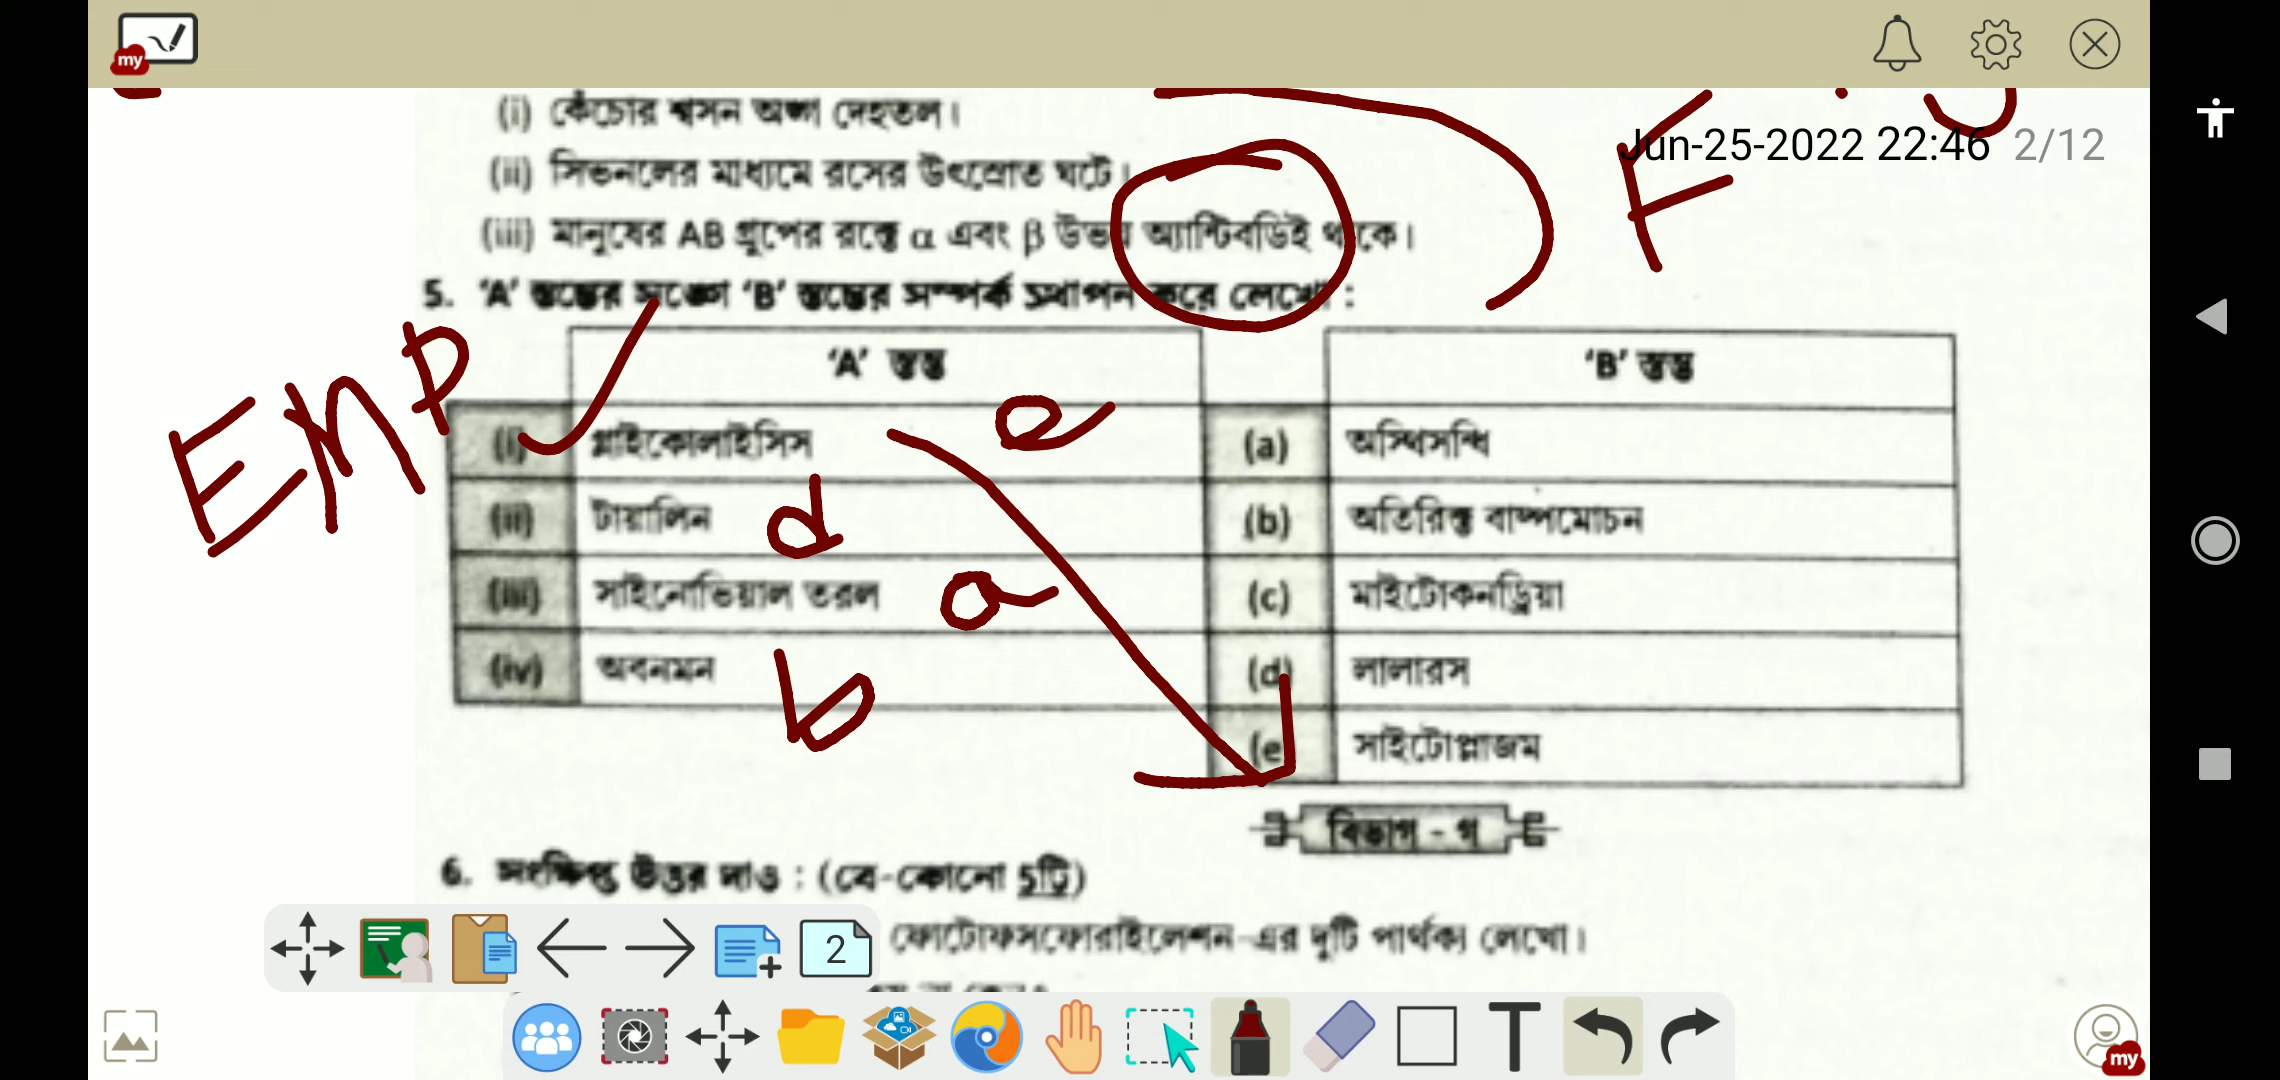 my
(i) কেঁচোর শ্বসন অঙ্গ দেহতল।
Jun-25-2022 22:46 2/12
F
(ii) সিভনলের মাধ্যমে রসের উৎস্রোত ঘটে।
(iii) মানুষের AB গ্রুপের রক্তে α এবং β উভয় অ্যান্টিবডিই থাকে।
5. ‘A’ স্তম্ভের সঙ্গে ‘B’ স্তম্ভের সম্পর্ক স্থাপন করে লেখো :
EMP
‘A’ স্তম্ভ ‘B’ স্তম্ভ
(i) গ্লাইকোলাইসিস e (a) অস্থিসন্ধি
(ii) টায়ালিন d (b) অতিরিক্ত বাষ্পমোচন
(iii) সাইনোভিয়াল তরল a (c) মাইটোকনড্রিয়া
(iv) অবনমন b (d) লালারস
(e) সাইটোপ্লাজম
বিভাগ - গ
6. সংক্ষিপ্ত উত্তর দাও : (যে-কোনো 5টি)
ফোটোফসফোরাইলেশন-এর দুটি পার্থক্য লেখো।
2
T
my